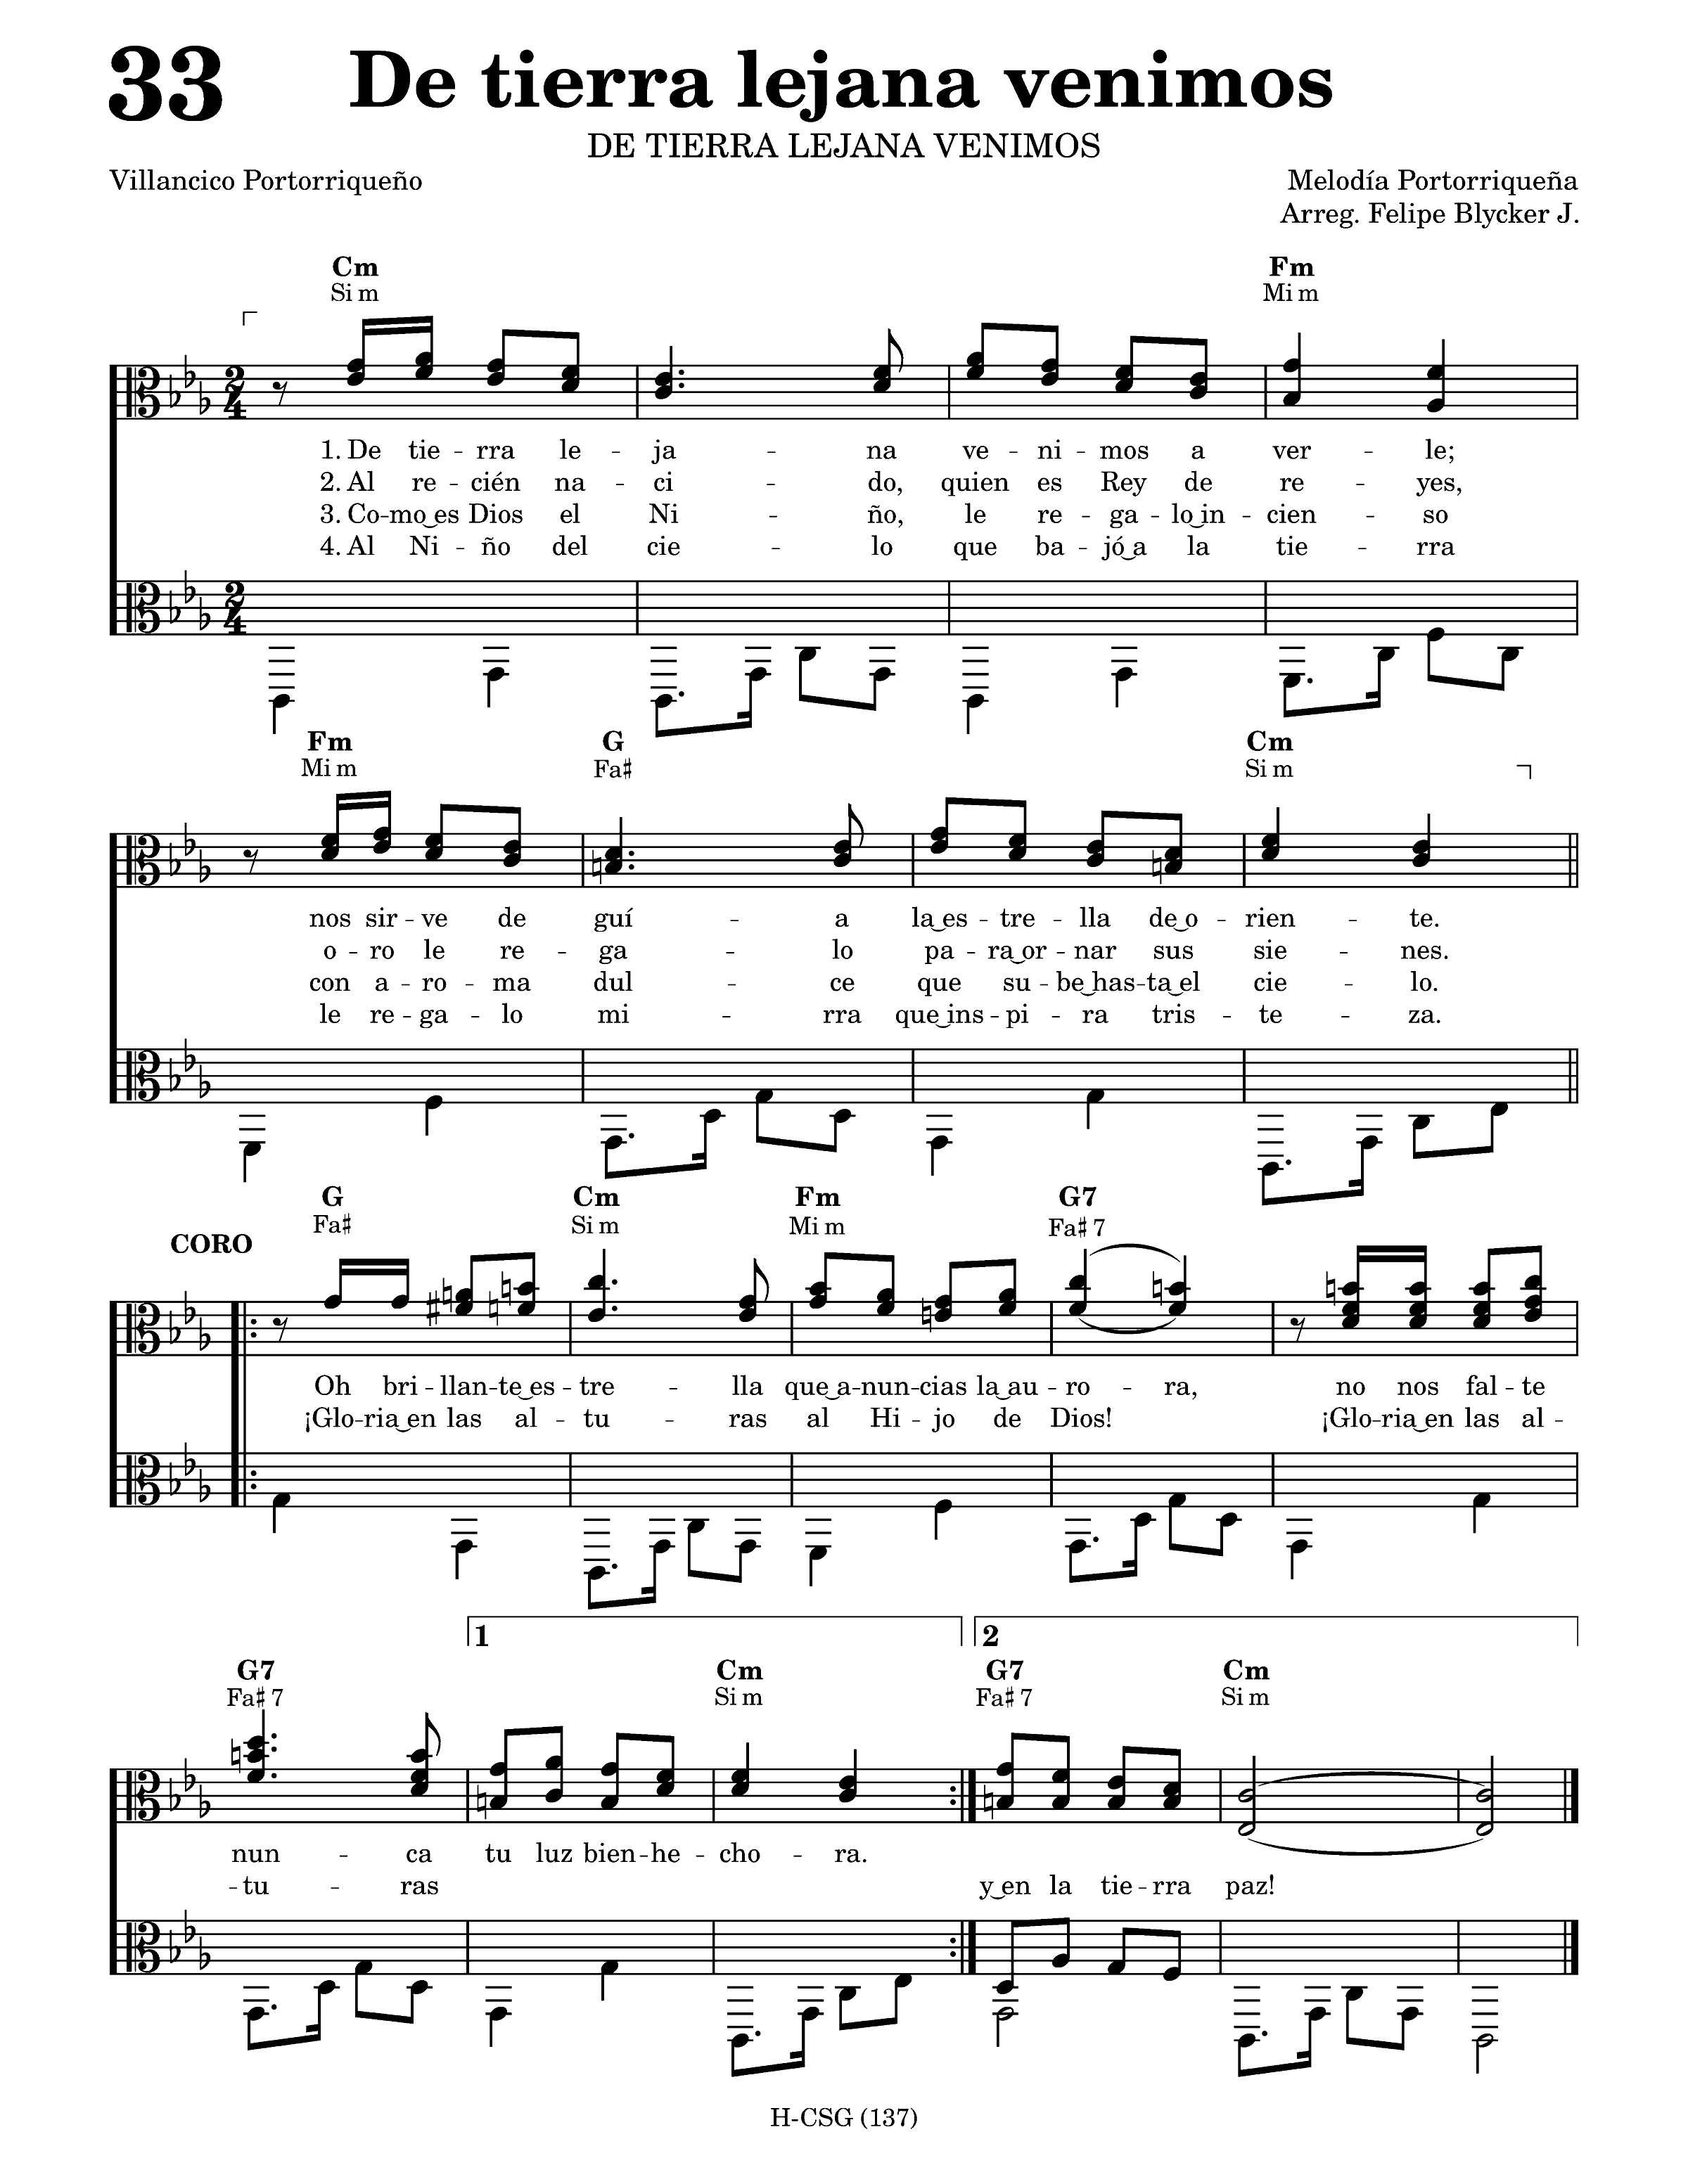 33 De tierra lejana venimos
DE TIERRA LEJANA VENIMOS
Villancico Portorriqueño Melodía Portorriqueña
Arreg. Felipe Blycker J.
Cm Fm
Si m Mi m
2/4
1. De tie -- rra le -- ja -- na ve -- ni -- mos a ver -- le;
2. Al re -- cién na -- ci -- do, quien es Rey de re -- yes,
3. Co -- mo‿es Dios el Ni -- ño, le re -- ga -- lo‿in -- cien -- so
4. Al Ni -- ño del cie -- lo que ba -- jó‿a la tie -- rra
2/4
Fm G Cm
Mi m Fa♯ Si m
nos sir -- ve de guí -- a la‿es -- tre -- lla de‿o -- rien -- te.
o -- ro le re -- ga -- lo pa -- ra‿or -- nar sus sie -- nes.
con a -- ro -- ma dul -- ce que su -- be‿has -- ta‿el cie -- lo.
le re -- ga -- lo mi -- rra que‿ins -- pi -- ra tris -- te -- za.
G Cm Fm G7
Fa♯ Si m Mi m Fa♯ 7
CORO
Oh bri -- llan -- te‿es -- tre -- lla que‿a -- nun -- cias la‿au -- ro -- ra, no nos fal -- te
¡Glo -- ria‿en las al -- tu -- ras al Hi -- jo de Dios! ¡Glo -- ria‿en las al --
1 2
G7 Cm G7 Cm
Fa♯ 7 Si m Fa♯ 7 Si m
nun -- ca tu luz bien -- he -- cho -- ra.
-- tu -- ras y‿en la tie -- rra paz!
H-CSG (137)